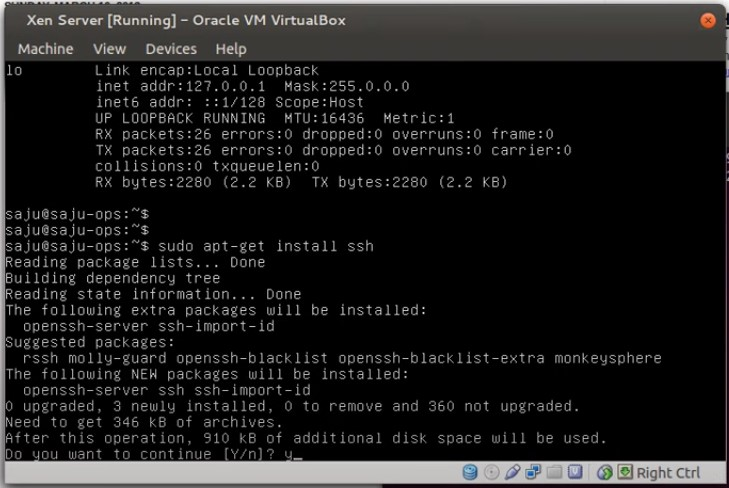 Xen Server [Running] – Oracle VM VirtualBox
Machine View Devices Help
lo Link encap:Local Loopback
inet addr:127.0.0.1 Mask:255.0.0.0
inet6 addr: ::1/128 Scope:Host
UP LOOPBACK RUNNING MTU:16436 Metric:1
RX packets:26 errors:0 dropped:0 overruns:0 frame:0
TX packets:26 errors:0 dropped:0 overruns:0 carrier:0
collisions:0 txqueuelen:0
RX bytes:2280 (2.2 KB) TX bytes:2280 (2.2 KB)
saju@saju-ops:~$
saju@saju-ops:~$
saju@saju-ops:~$ sudo apt-get install ssh
Reading package lists... Done
Building dependency tree
Reading state information... Done
The following extra packages will be installed:
openssh-server ssh-import-id
Suggested packages:
rssh molly-guard openssh-blacklist openssh-blacklist-extra monkeysphere
The following NEW packages will be installed:
openssh-server ssh ssh-import-id
0 upgraded, 3 newly installed, 0 to remove and 360 not upgraded.
Need to get 346 kB of archives.
After this operation, 910 kB of additional disk space will be used.
Do you want to continue [Y/n]? y_
Right Ctrl